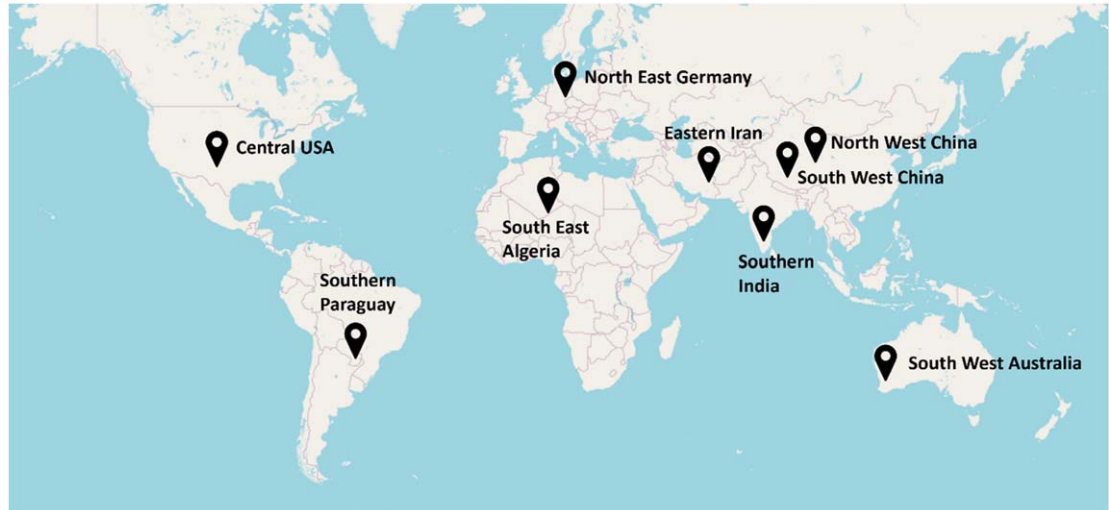 North East Germany
Central USA
Eastern Iran
North West China
South West China
South East
Algeria
Southern
India
Southern
Paraguay
South West Australia